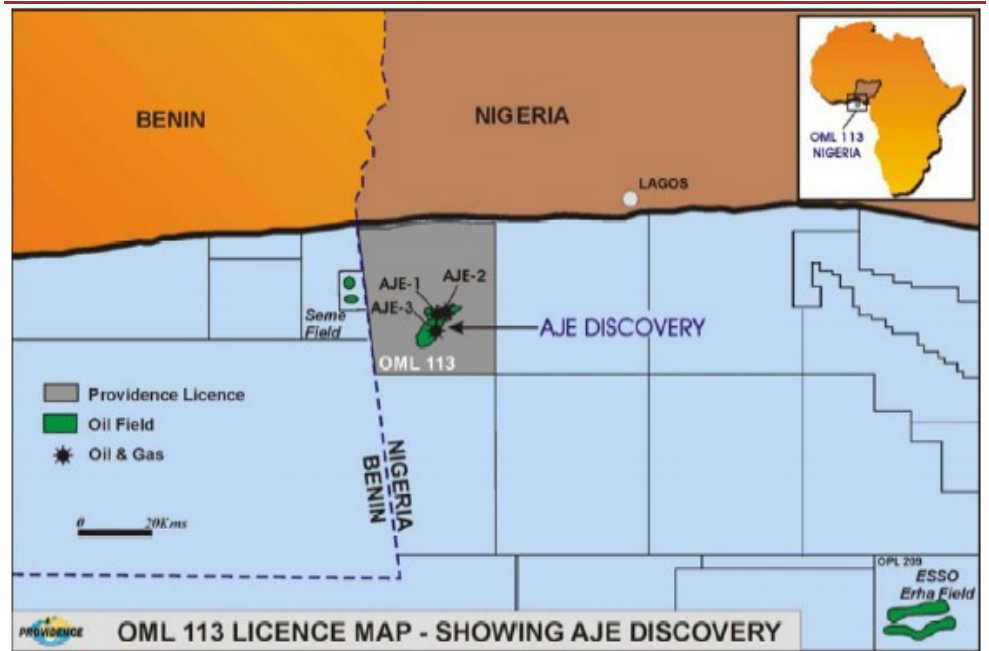 BENIN
NIGERIA
LAGOS
OML 113
NIGERIA
AJE-1
AJE-2
AJE-3
Seme
Field
AJE DISCOVERY
OML 113
Providence Licence
Oil Field
Oil & Gas
NIGERIA
BENIN
0 20Kms
OPL 209
ESSO
Erha Field
PROVIDENCE
OML 113 LICENCE MAP - SHOWING AJE DISCOVERY